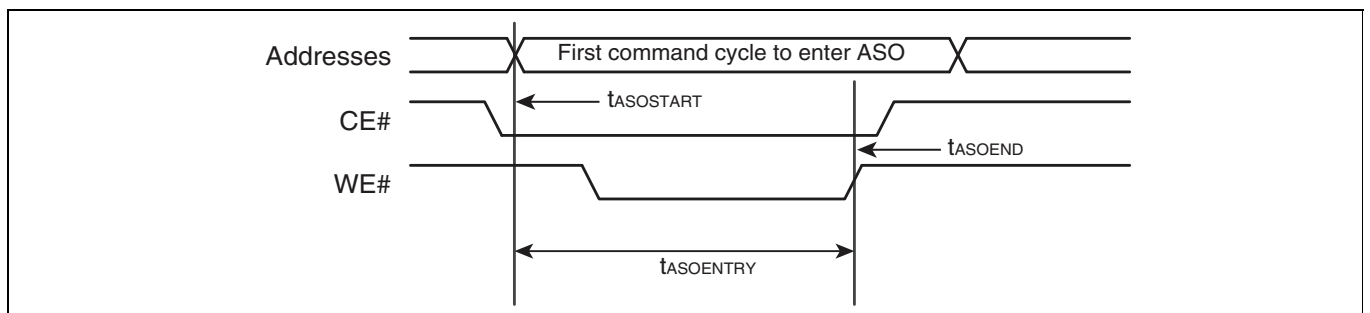 Addresses
First command cycle to enter ASO
tASOSTART
CE#
tASOEND
WE#
tASOENTRY